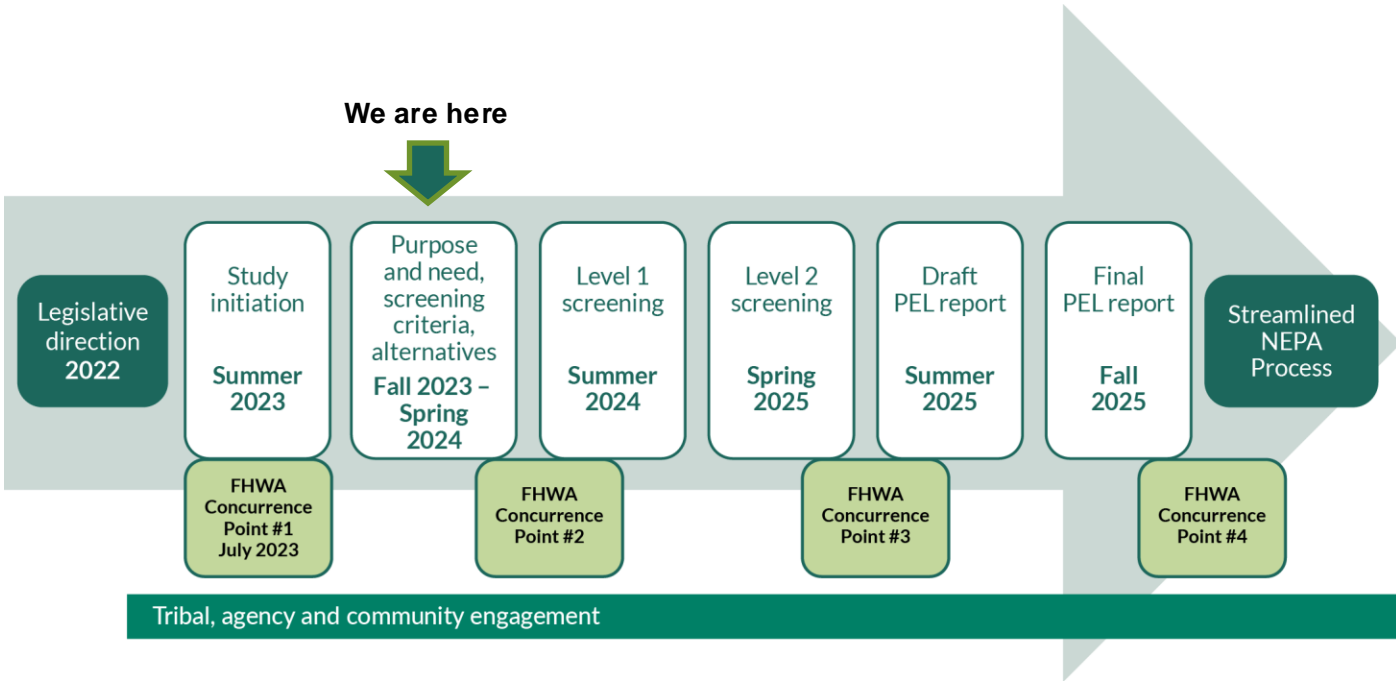 We are here
Legislative
direction
2022
Study
initiation
Summer
2023
Purpose
and need,
screening
criteria,
alternatives
Fall 2023 –
Spring
2024
Level 1
screening
Summer
2024
Level 2
screening
Spring
2025
Draft
PEL report
Summer
2025
Final
PEL report
Fall
2025
Streamlined
NEPA
Process
FHWA
Concurrence
Point #1
July 2023
FHWA
Concurrence
Point #2
FHWA
Concurrence
Point #3
FHWA
Concurrence
Point #4
Tribal, agency and community engagement